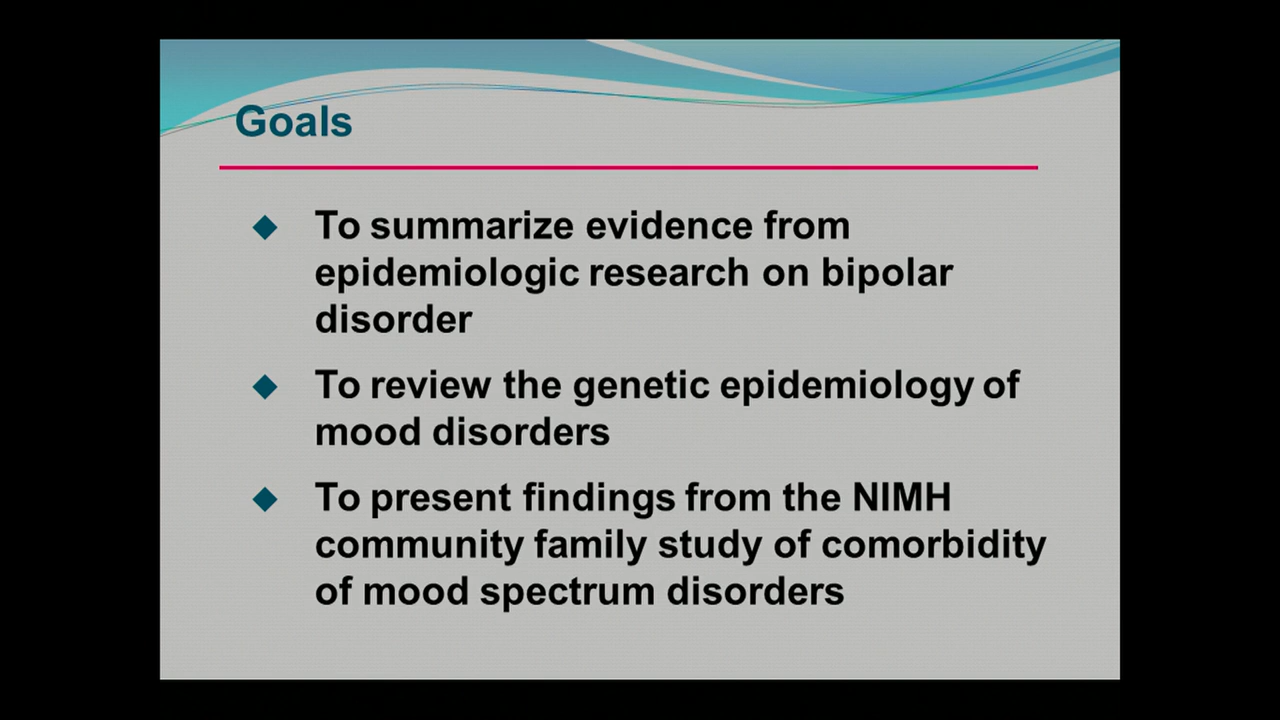 Goals
To summarize evidence from
epidemiologic research on bipolar
disorder
To review the genetic epidemiology of
mood disorders
To present findings from the NIMH
community family study of comorbidity
of mood spectrum disorders